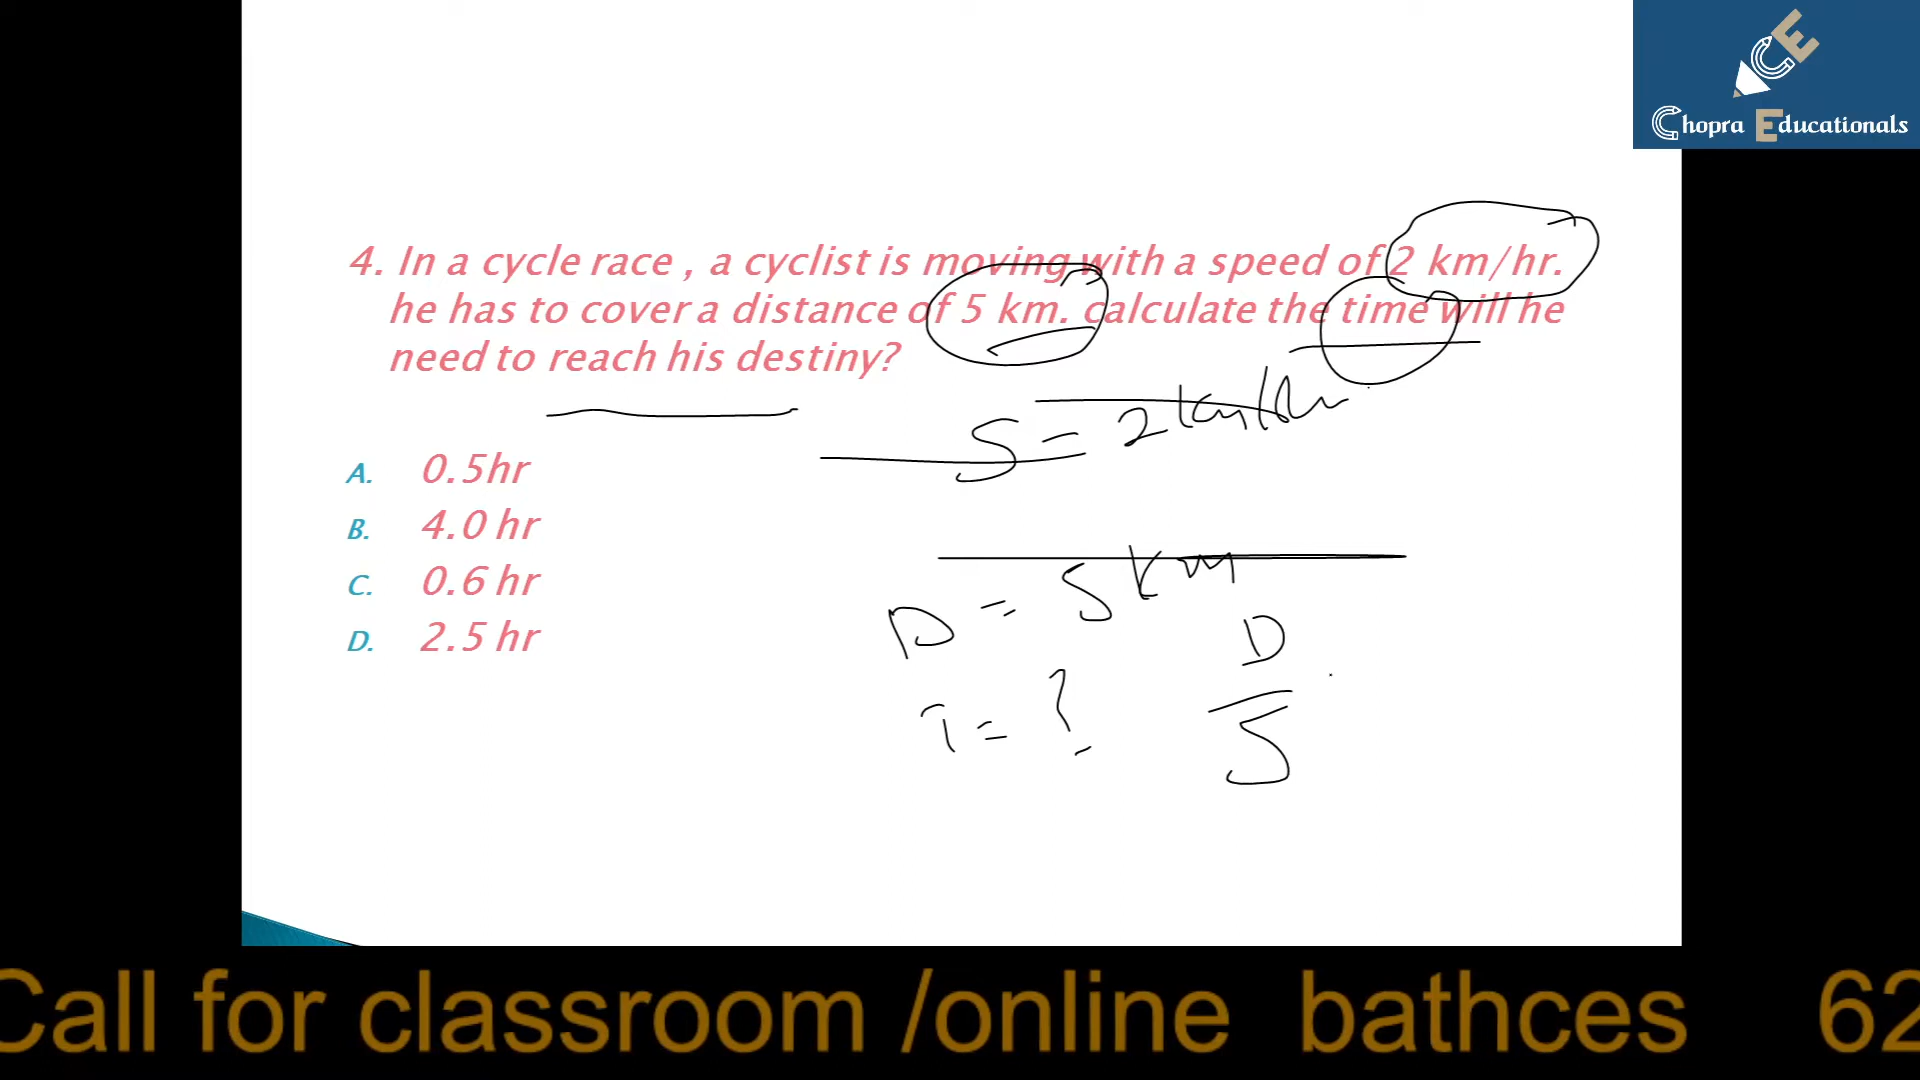 Chopra Educationals
4. In a cycle race , a cyclist is moving with a speed of 2 km/hr.
he has to cover a distance of 5 km. calculate the time will he
need to reach his destiny?
S = 2 km/hr
A. 0.5hr
B. 4.0 hr
C. 0.6 hr
D. 2.5 hr
D = 5 km
T = ?
D
S
Call for classroom /online bathces 62